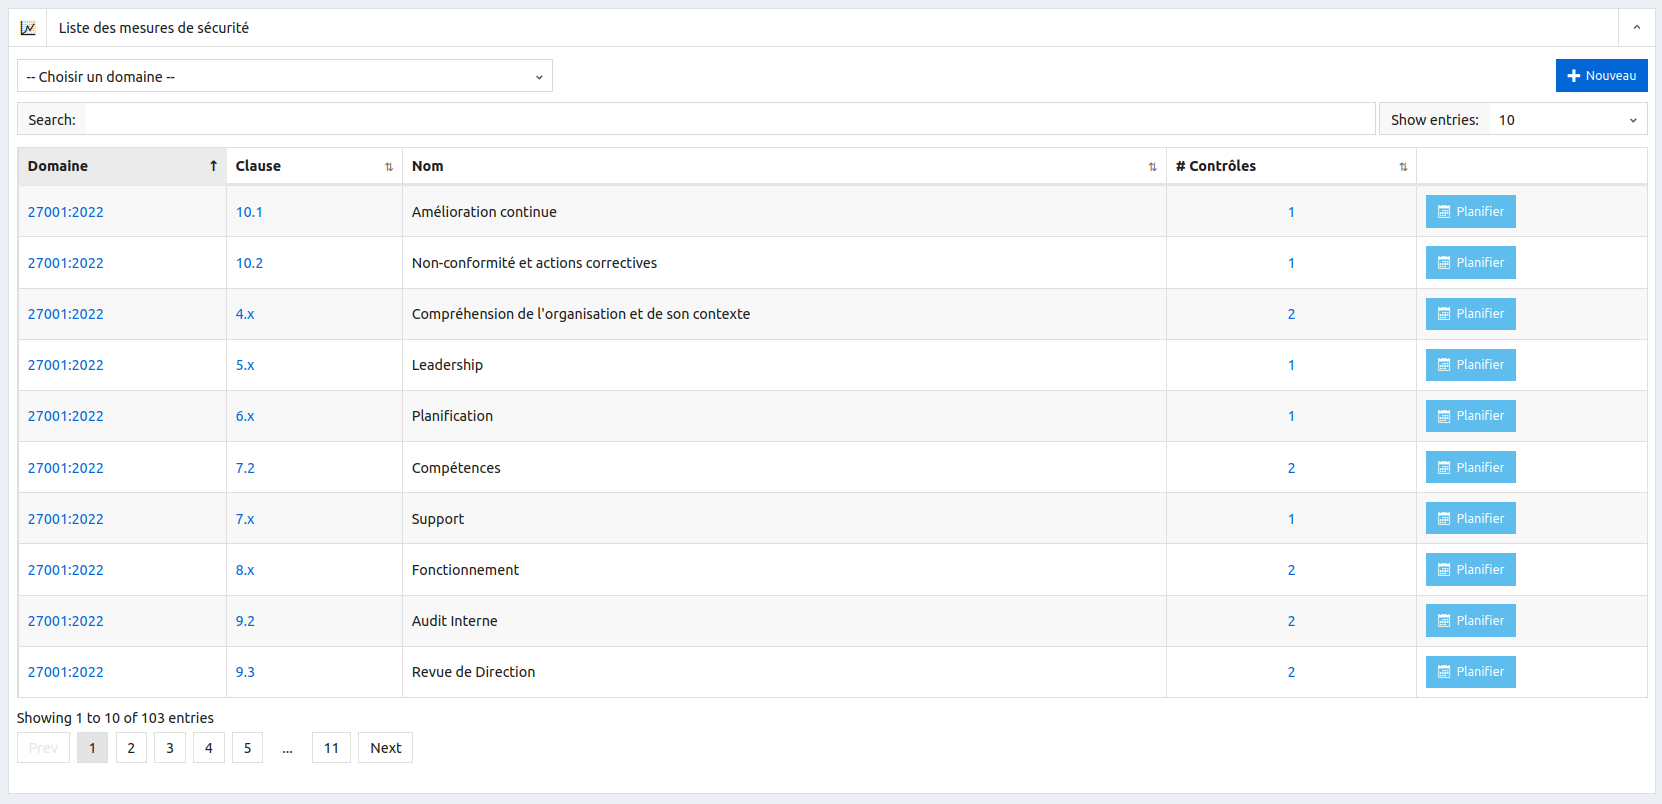 Liste des mesures de sécurité
-- Choisir un domaine --
Nouveau
Search:
Show entries: 10
Domaine Clause Nom # Contrôles
27001:2022 10.1 Amélioration continue 1 Planifier
27001:2022 10.2 Non-conformité et actions correctives 1 Planifier
27001:2022 4.x Compréhension de l'organisation et de son contexte 2 Planifier
27001:2022 5.x Leadership 1 Planifier
27001:2022 6.x Planification 1 Planifier
27001:2022 7.2 Compétences 2 Planifier
27001:2022 7.x Support 1 Planifier
27001:2022 8.x Fonctionnement 2 Planifier
27001:2022 9.2 Audit Interne 2 Planifier
27001:2022 9.3 Revue de Direction 2 Planifier
Showing 1 to 10 of 103 entries
Prev 1 2 3 4 5 ... 11 Next